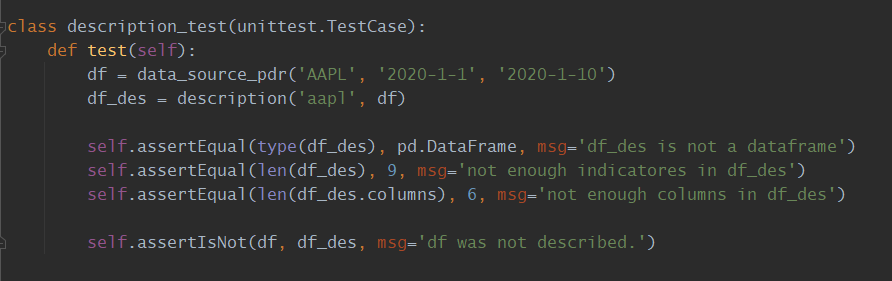 class description_test(unittest.TestCase):
    def test(self):
        df = data_source_pdr('AAPL', '2020-1-1', '2020-1-10')
        df_des = description('aapl', df)
        self.assertEqual(type(df_des), pd.DataFrame, msg='df_des is not a dataframe')
        self.assertEqual(len(df_des), 9, msg='not enough indicatores in df_des')
        self.assertEqual(len(df_des.columns), 6, msg='not enough columns in df_des')
        self.assertIsNot(df, df_des, msg='df was not described.')